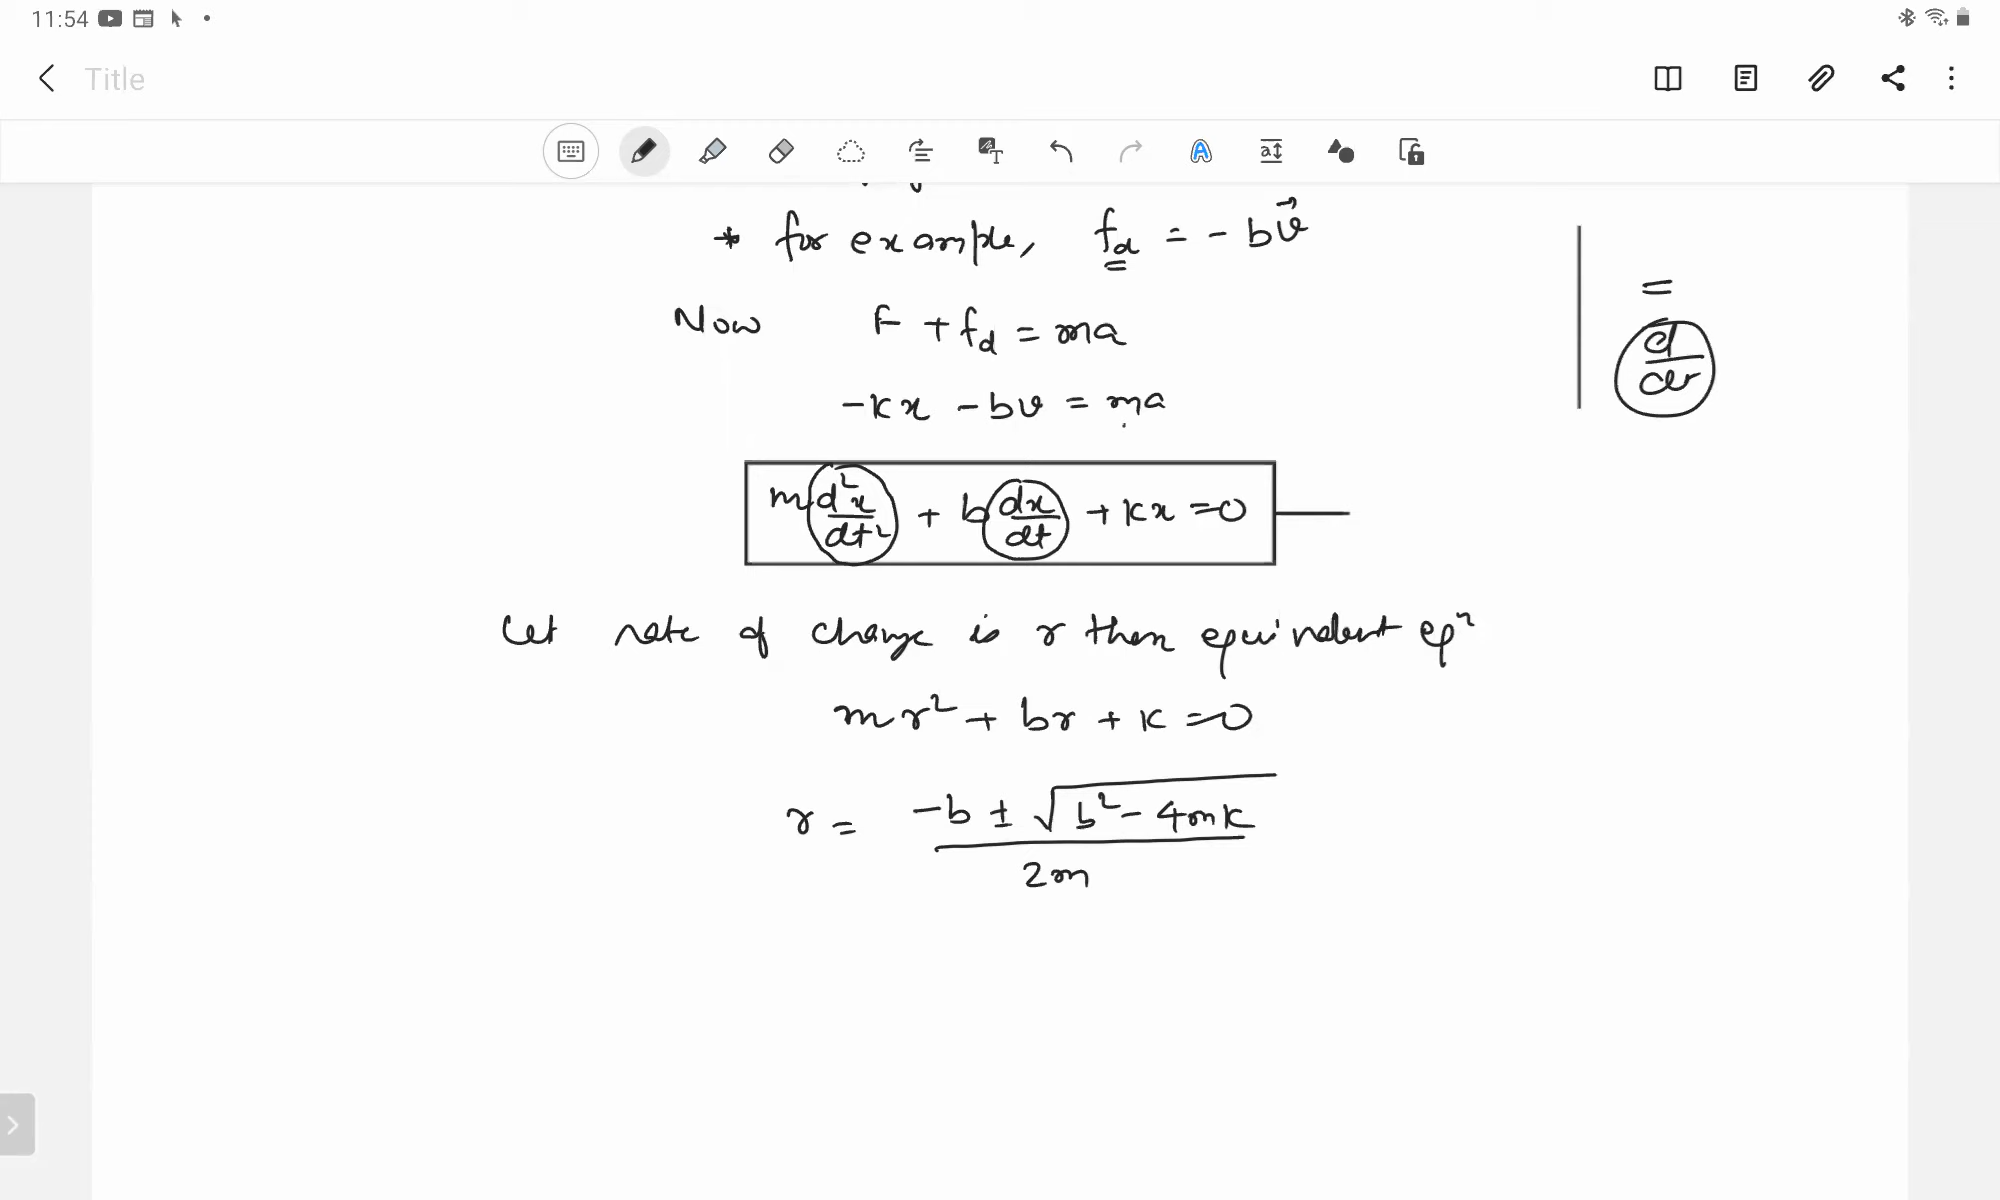 11:54
Title
* for example, fd = - bv⃗
=
d/dr
Now F + fd = ma
-kx - bv = ma
m d²x/dt² + b dx/dt + kx = 0
Let rate of change is r then equivalent eqⁿ
mr² + br + k = 0
r = -b ± √(b² - 4mk) / 2m